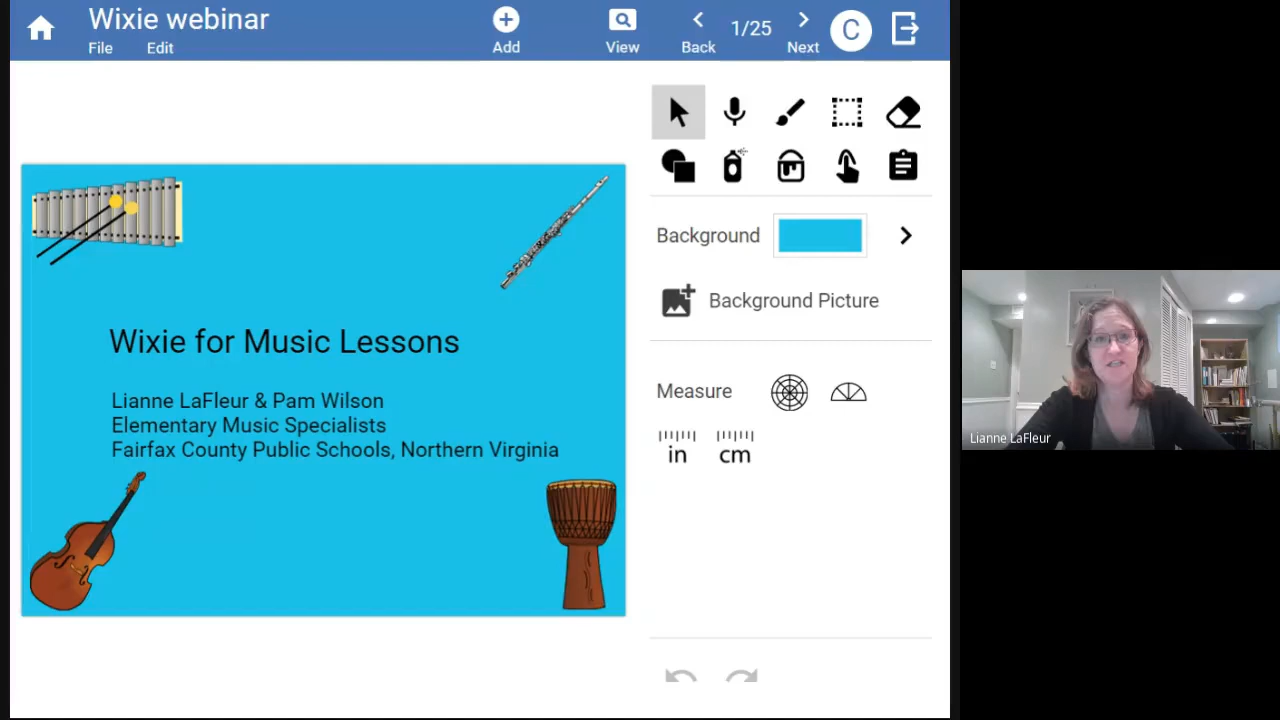 Wixie webinar
File Edit
Add
View
Back
1/25
Next
C
Background
Background Picture
Measure
in cm
Wixie for Music Lessons
Lianne LaFleur & Pam Wilson
Elementary Music Specialists
Fairfax County Public Schools, Northern Virginia
Lianne LaFleur